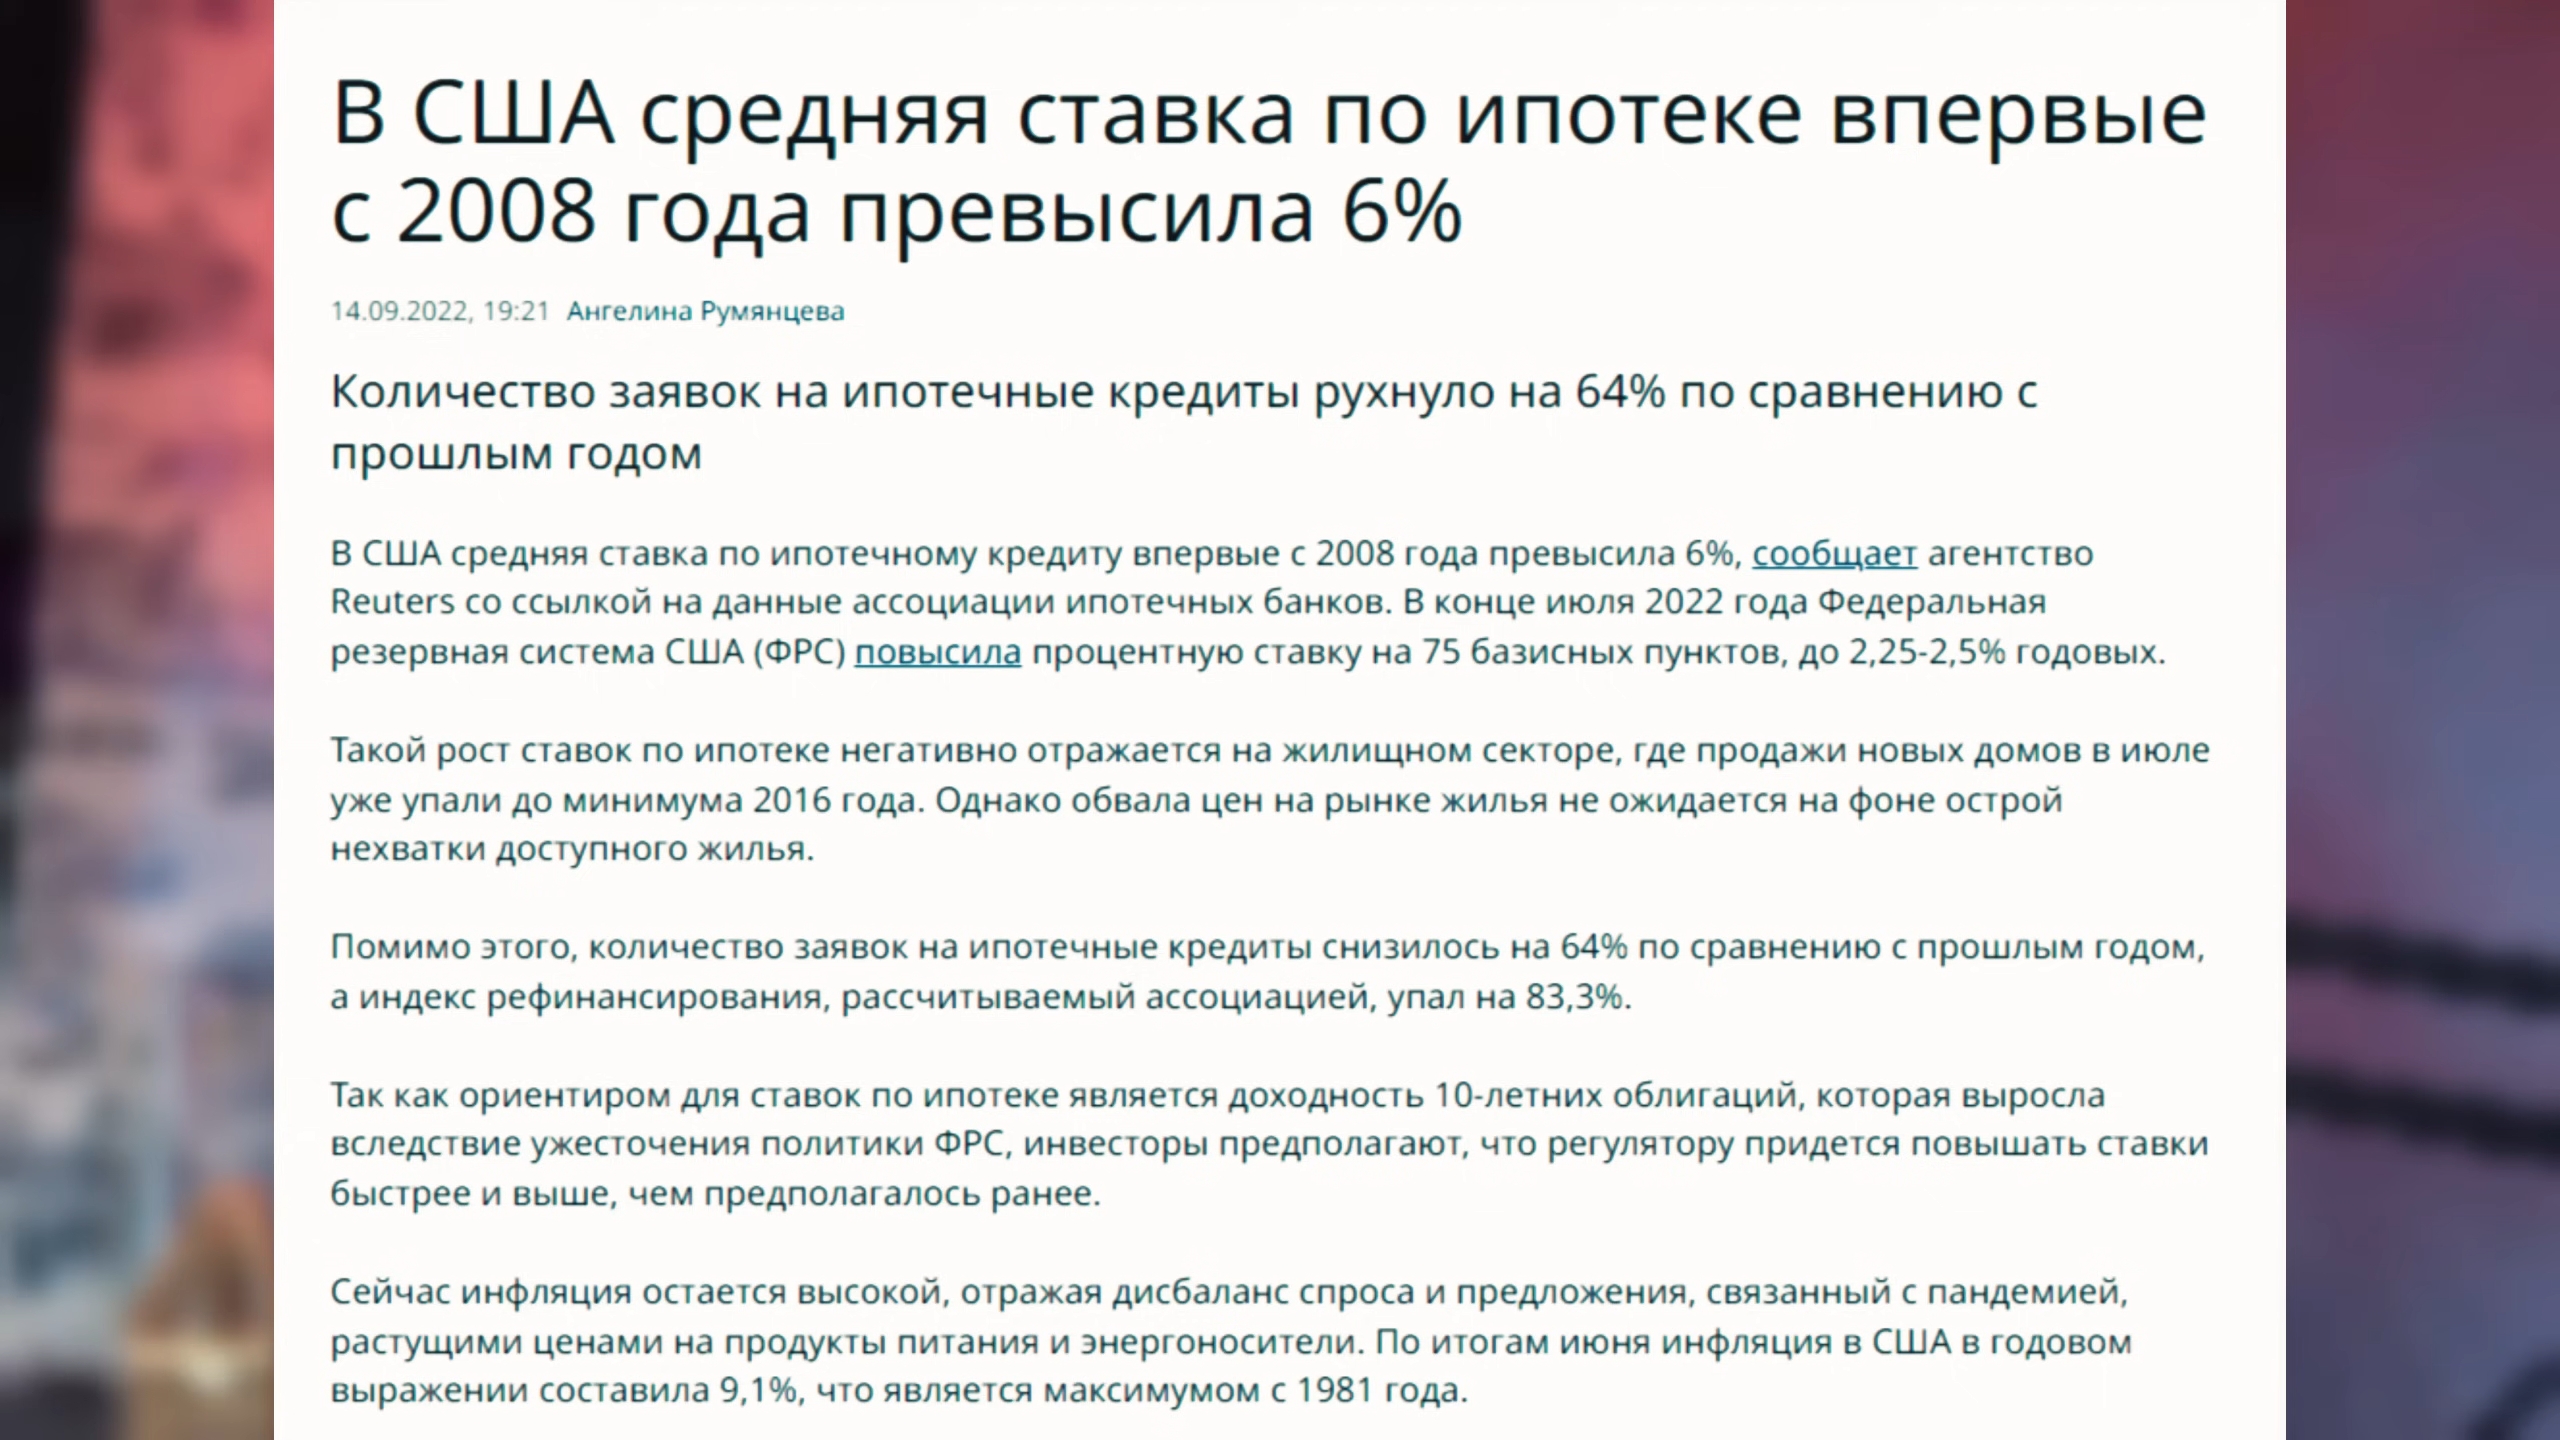 В США средняя ставка по ипотеке впервые
с 2008 года превысила 6%
14.09.2022, 19:21 Ангелина Румянцева
Количество заявок на ипотечные кредиты рухнуло на 64% по сравнению с
прошлым годом
В США средняя ставка по ипотечному кредиту впервые с 2008 года превысила 6%, сообщает агентство
Reuters со ссылкой на данные ассоциации ипотечных банков. В конце июля 2022 года Федеральная
резервная система США (ФРС) повысила процентную ставку на 75 базисных пунктов, до 2,25-2,5% годовых.
Такой рост ставок по ипотеке негативно отражается на жилищном секторе, где продажи новых домов в июле
уже упали до минимума 2016 года. Однако обвала цен на рынке жилья не ожидается на фоне острой
нехватки доступного жилья.
Помимо этого, количество заявок на ипотечные кредиты снизилось на 64% по сравнению с прошлым годом,
а индекс рефинансирования, рассчитываемый ассоциацией, упал на 83,3%.
Так как ориентиром для ставок по ипотеке является доходность 10-летних облигаций, которая выросла
вследствие ужесточения политики ФРС, инвесторы предполагают, что регулятору придется повышать ставки
быстрее и выше, чем предполагалось ранее.
Сейчас инфляция остается высокой, отражая дисбаланс спроса и предложения, связанный с пандемией,
растущими ценами на продукты питания и энергоносители. По итогам июня инфляция в США в годовом
выражении составила 9,1%, что является максимумом с 1981 года.